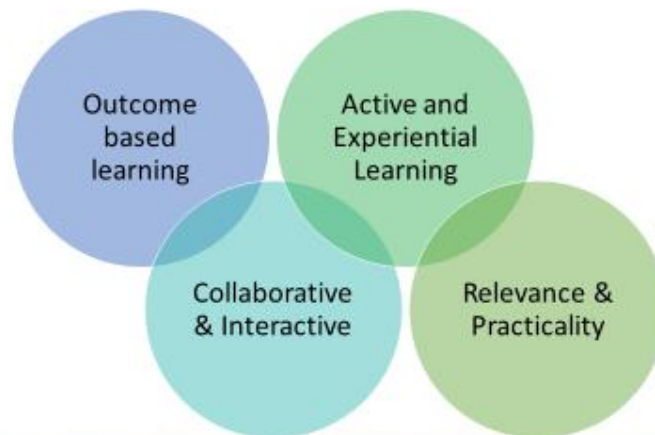 Outcome
based
learning
Active and
Experiential
Learning
Collaborative
& Interactive
Relevance &
Practicality